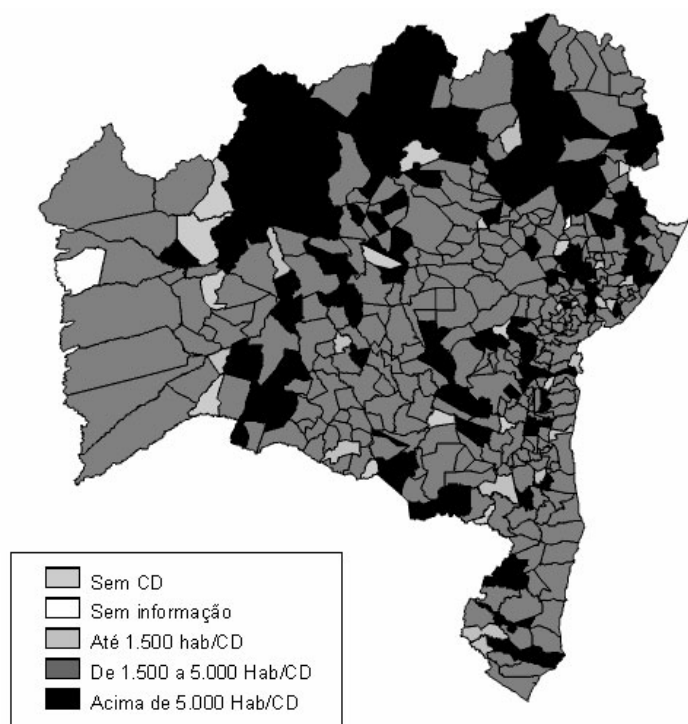 Sem CD
Sem informação
Até 1.500 hab/CD
De 1.500 a 5.000 Hab/CD
Acima de 5.000 Hab/CD